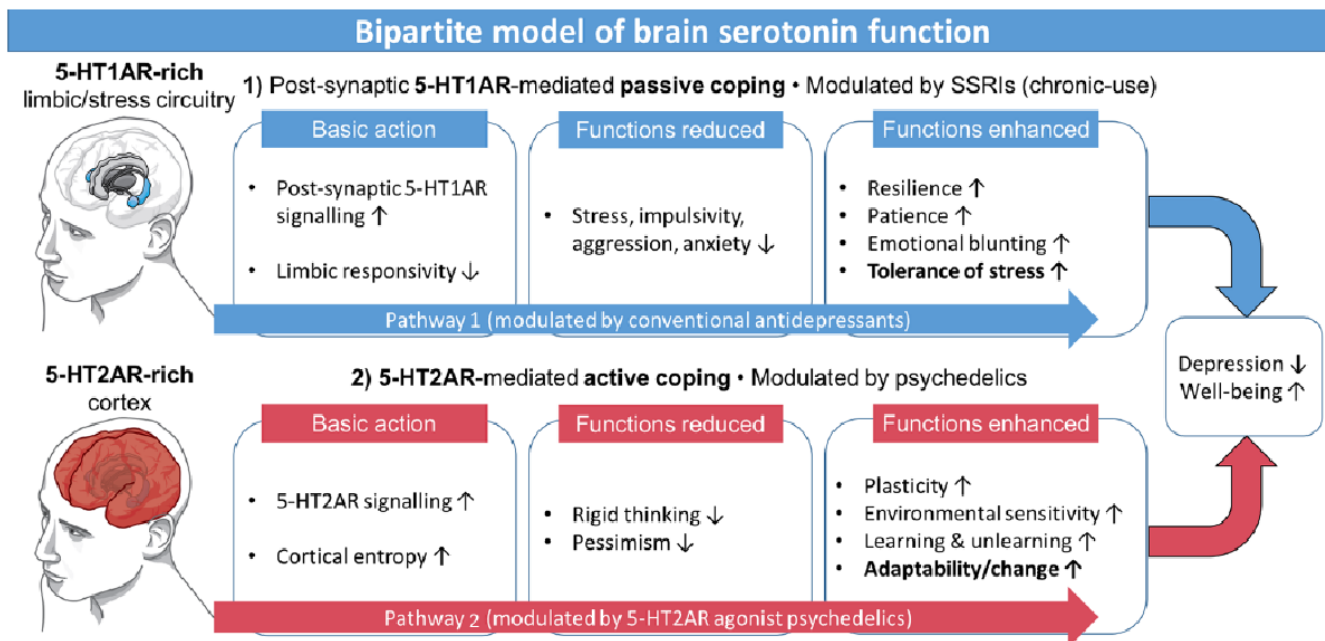 Bipartite model of brain serotonin function
5-HT1AR-rich
limbic/stress circuitry
1) Post-synaptic 5-HT1AR-mediated passive coping • Modulated by SSRIs (chronic-use)
Basic action
• Post-synaptic 5-HT1AR
signalling ↑
• Limbic responsivity ↓
Functions reduced
• Stress, impulsivity,
aggression, anxiety ↓
Functions enhanced
• Resilience ↑
• Patience ↑
• Emotional blunting ↑
• Tolerance of stress ↑
Pathway 1 (modulated by conventional antidepressants)
5-HT2AR-rich
cortex
2) 5-HT2AR-mediated active coping • Modulated by psychedelics
Basic action
• 5-HT2AR signalling ↑
• Cortical entropy ↑
Functions reduced
• Rigid thinking ↓
• Pessimism ↓
Functions enhanced
• Plasticity ↑
• Environmental sensitivity ↑
• Learning & unlearning ↑
• Adaptability/change ↑
Pathway 2 (modulated by 5-HT2AR agonist psychedelics)
Depression ↓
Well-being ↑